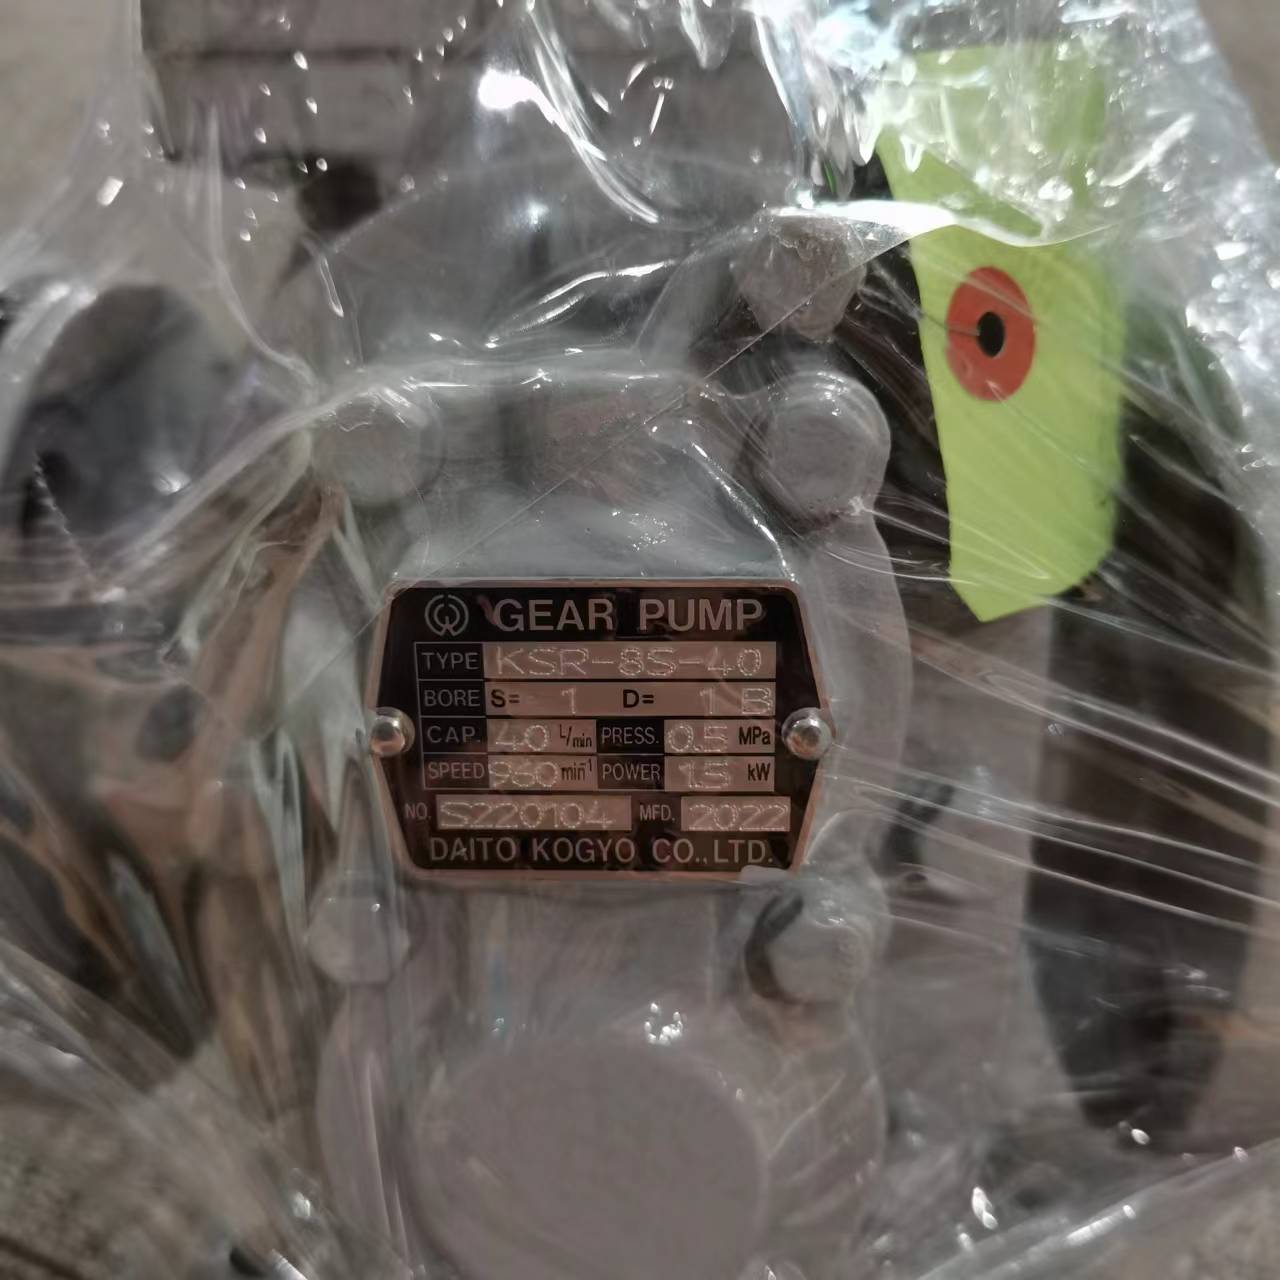 GEAR PUMP
TYPE KSR-8S-40
BORE S= 1 D= 1 B
CAP. 40 L/min PRESS. 0.5 MPa
SPEED 960 min⁻¹ POWER 1.5 kW
NO. S220104 MFD. 2022
DAITO KOGYO CO.,LTD.